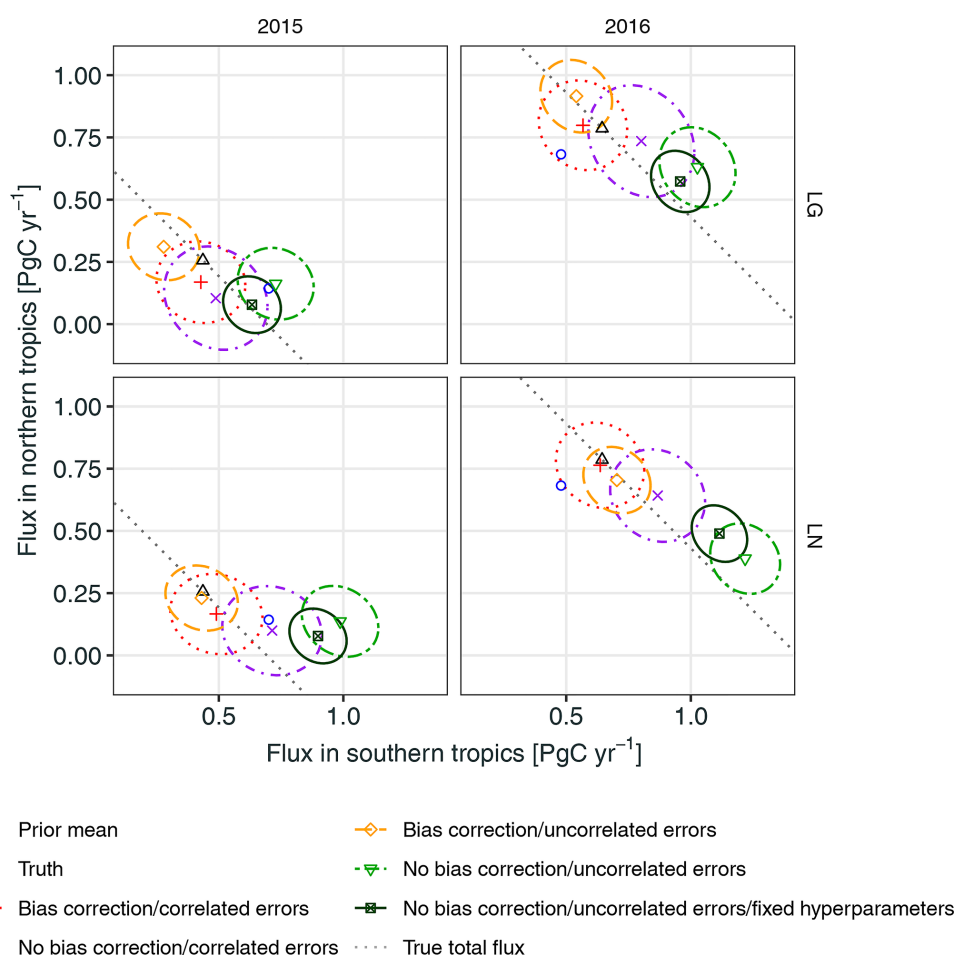 2015
2016
1.00
0.75
0.50
0.25
0.00
LG
1.00
0.75
0.50
0.25
0.00
LN
0.5
1.0
0.5
1.0
Flux in northern tropics [PgC yr⁻¹]
Flux in southern tropics [PgC yr⁻¹]
Prior mean
Bias correction/uncorrelated errors
Truth
No bias correction/uncorrelated errors
Bias correction/correlated errors
No bias correction/uncorrelated errors/fixed hyperparameters
No bias correction/correlated errors
True total flux